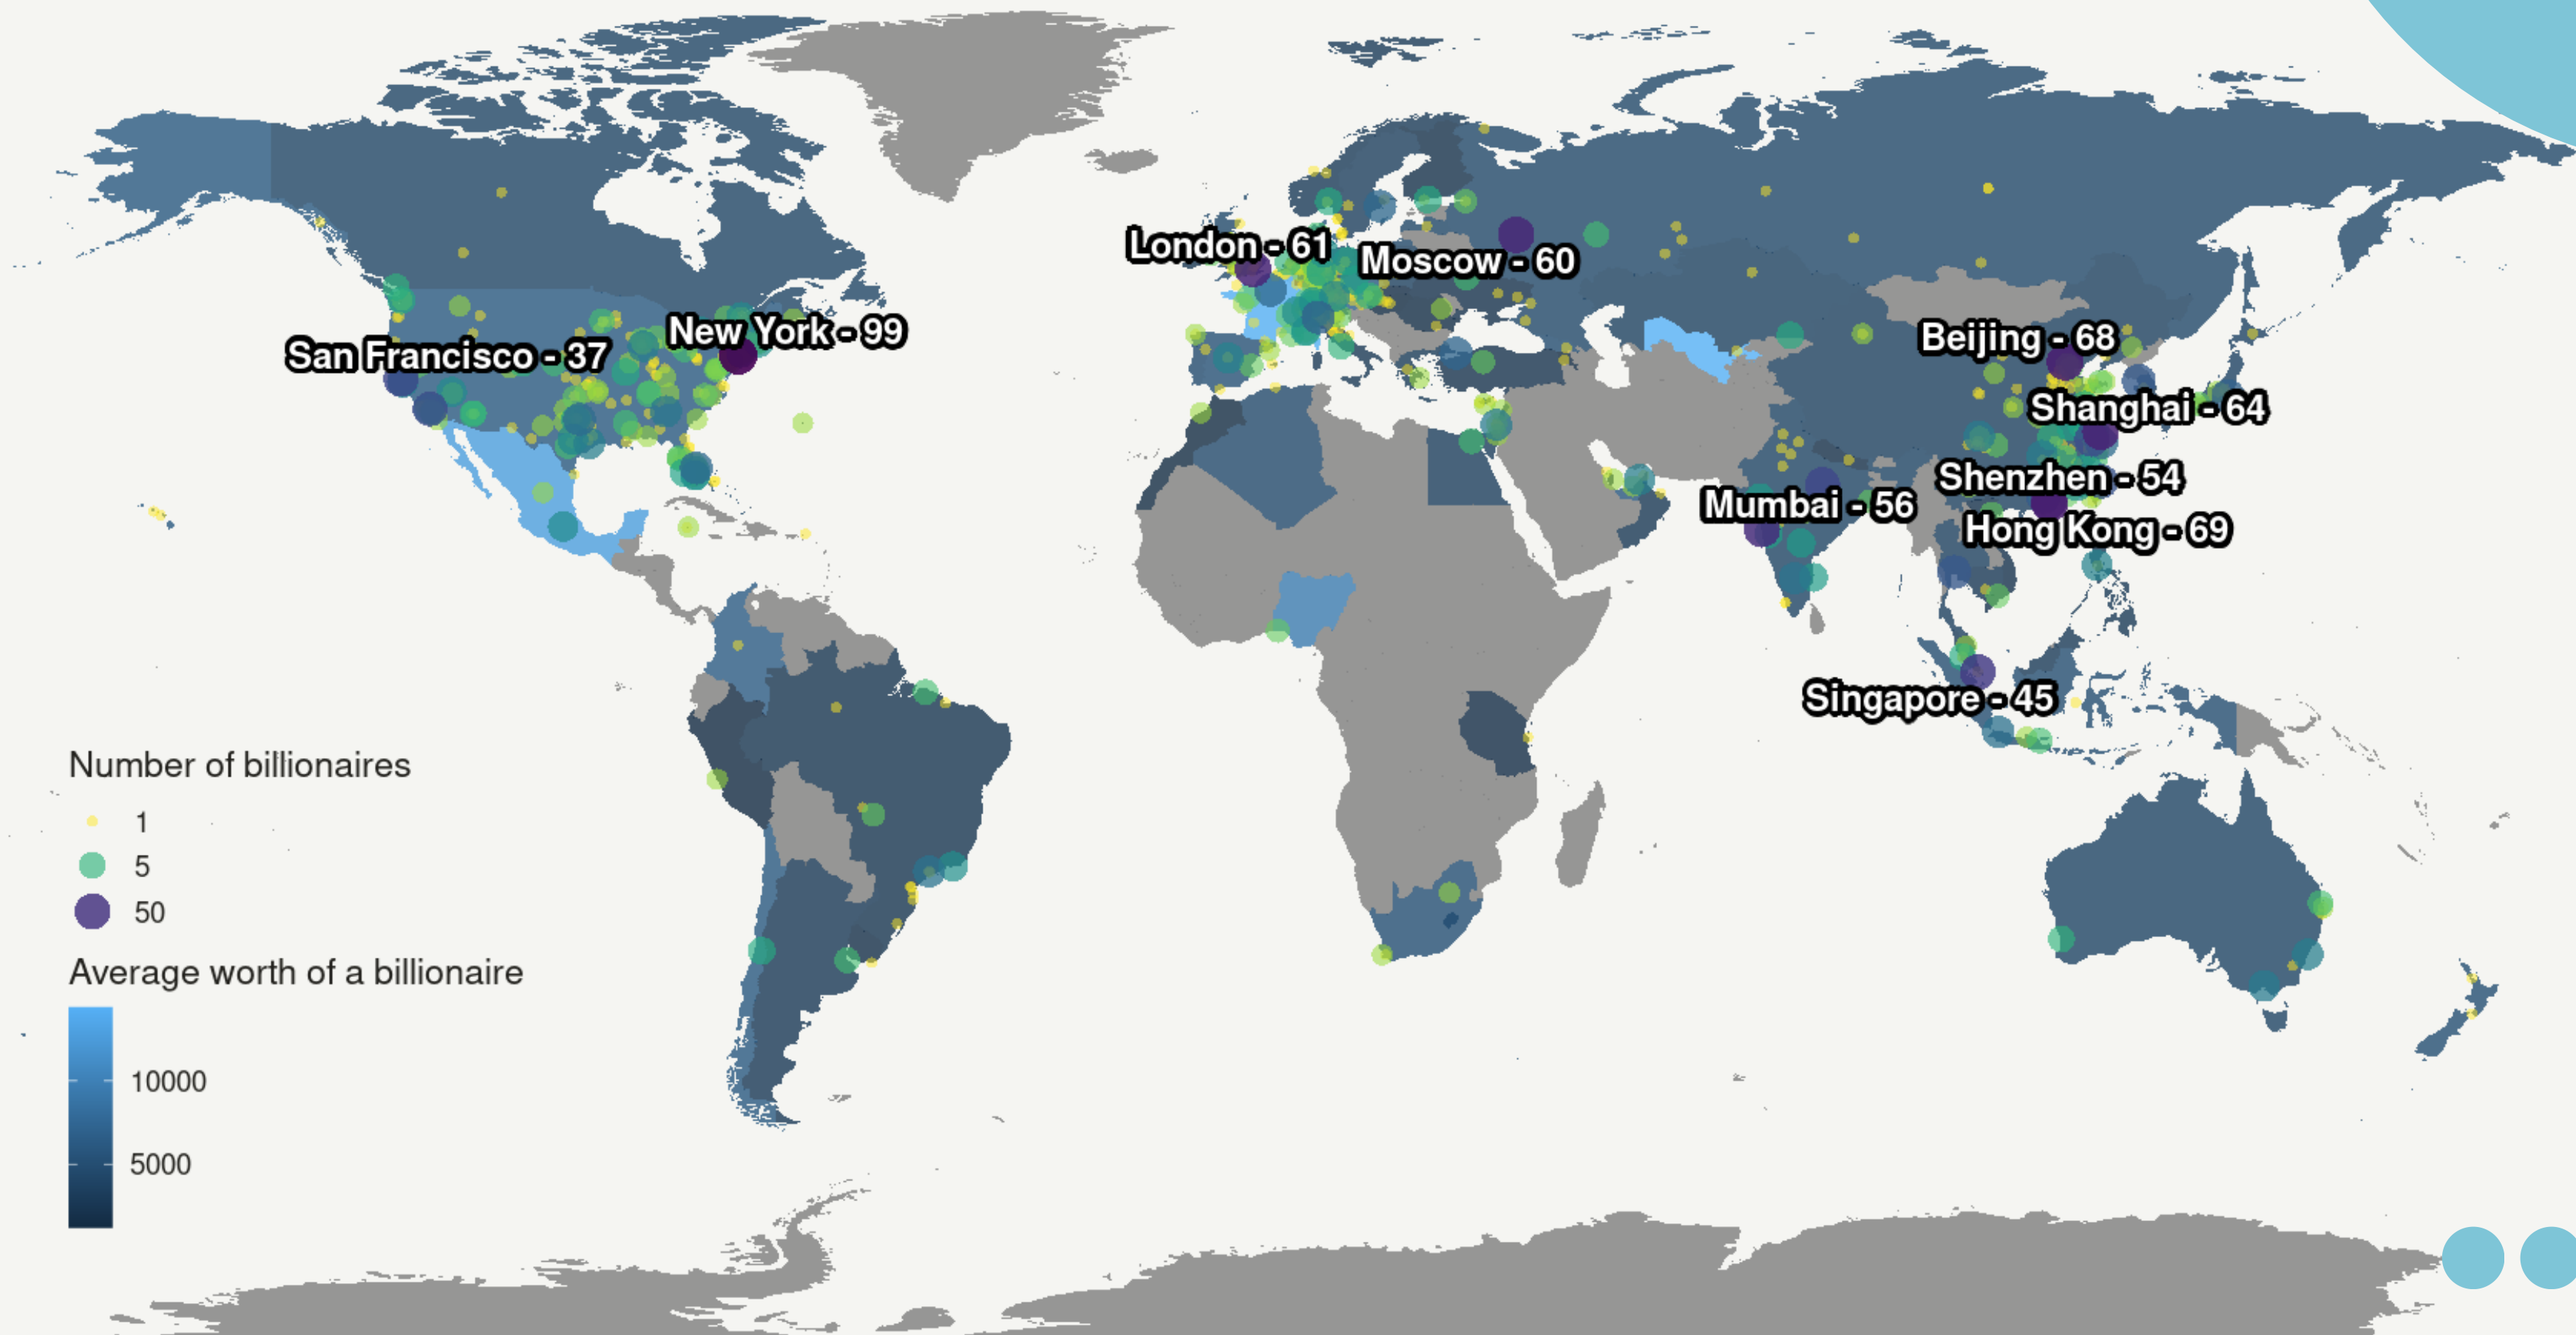 London - 61
Moscow - 60
New York - 99
San Francisco - 37
Beijing - 68
Shanghai - 64
Shenzhen - 54
Mumbai - 56
Hong Kong - 69
Singapore - 45
Number of billionaires
1
5
50
Average worth of a billionaire
10000
5000